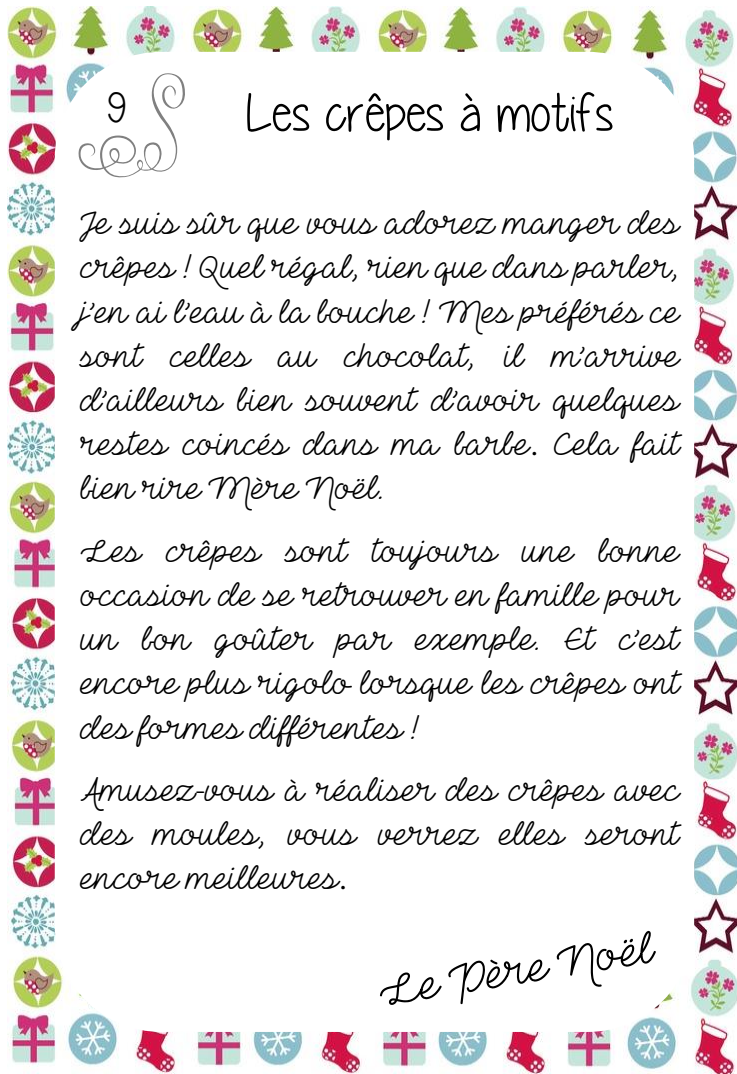 9
Les crêpes à motifs
Je suis sûr que vous adorez manger des
crêpes ! Quel régal, rien que dans parler,
j'en ai l'eau à la bouche ! Mes préférés ce
sont celles au chocolat, il m'arrive
d'ailleurs bien souvent d'avoir quelques
restes coincés dans ma barbe. Cela fait
bien rire Mère Noël.
Les crêpes sont toujours une bonne
occasion de se retrouver en famille pour
un bon goûter par exemple. Et c'est
encore plus rigolo lorsque les crêpes ont
des formes différentes !
Amusez-vous à réaliser des crêpes avec
des moules, vous verrez elles seront
encore meilleures.
Le Père Noël